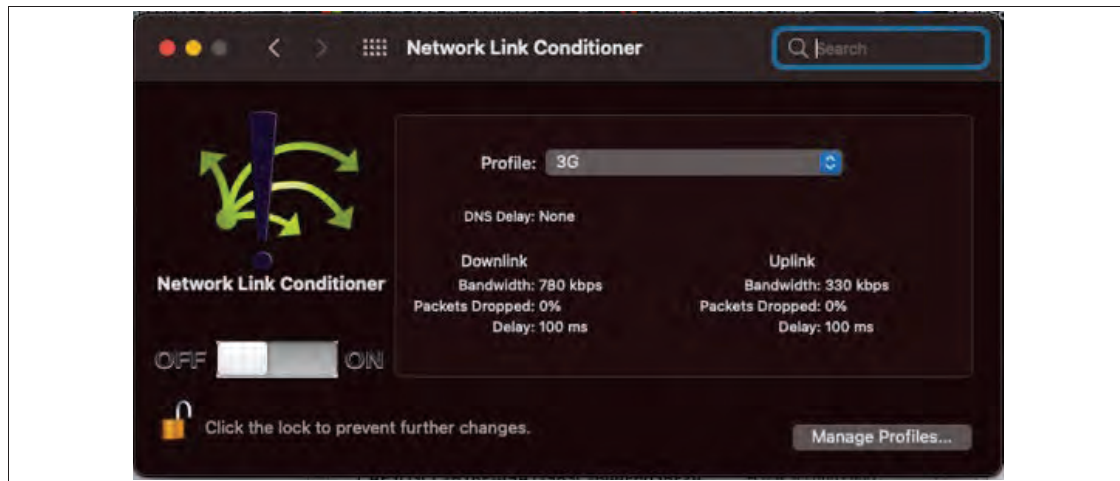 Network Link Conditioner
Search
Profile: 3G
DNS Delay: None
Downlink
Bandwidth: 780 kbps
Packets Dropped: 0%
Delay: 100 ms
Uplink
Bandwidth: 330 kbps
Packets Dropped: 0%
Delay: 100 ms
Network Link Conditioner
OFF ON
Click the lock to prevent further changes.
Manage Profiles...